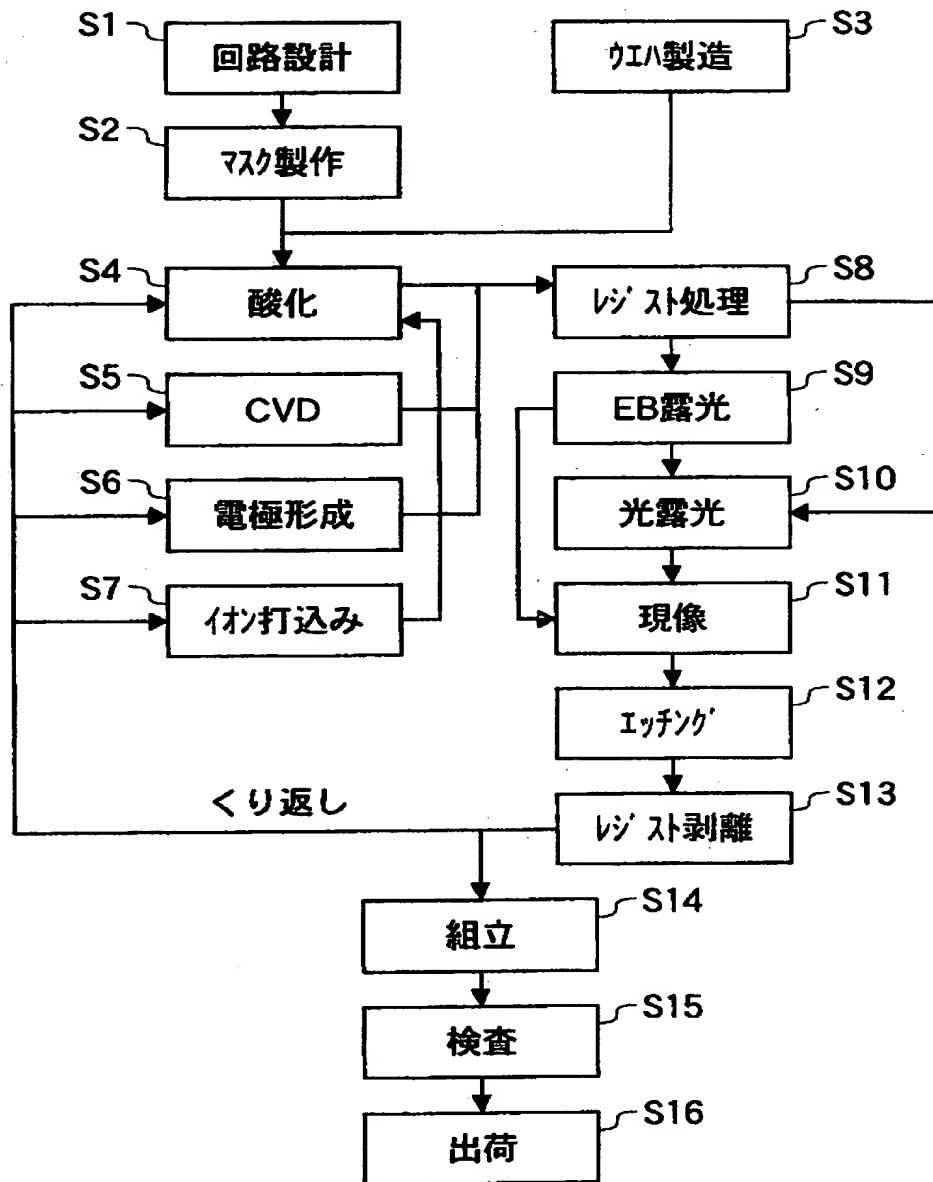 S1
回路設計
S3
ｳｴﾊ製造
S2
ﾏｽｸ製作
S4
酸化
S8
ﾚｼﾞｽﾄ処理
S5
CVD
S9
EB露光
S6
電極形成
S10
光露光
S7
ｲｵﾝ打込み
S11
現像
S12
ｴｯﾁﾝｸﾞ
くり返し
S13
ﾚｼﾞｽﾄ剥離
S14
組立
S15
検査
S16
出荷